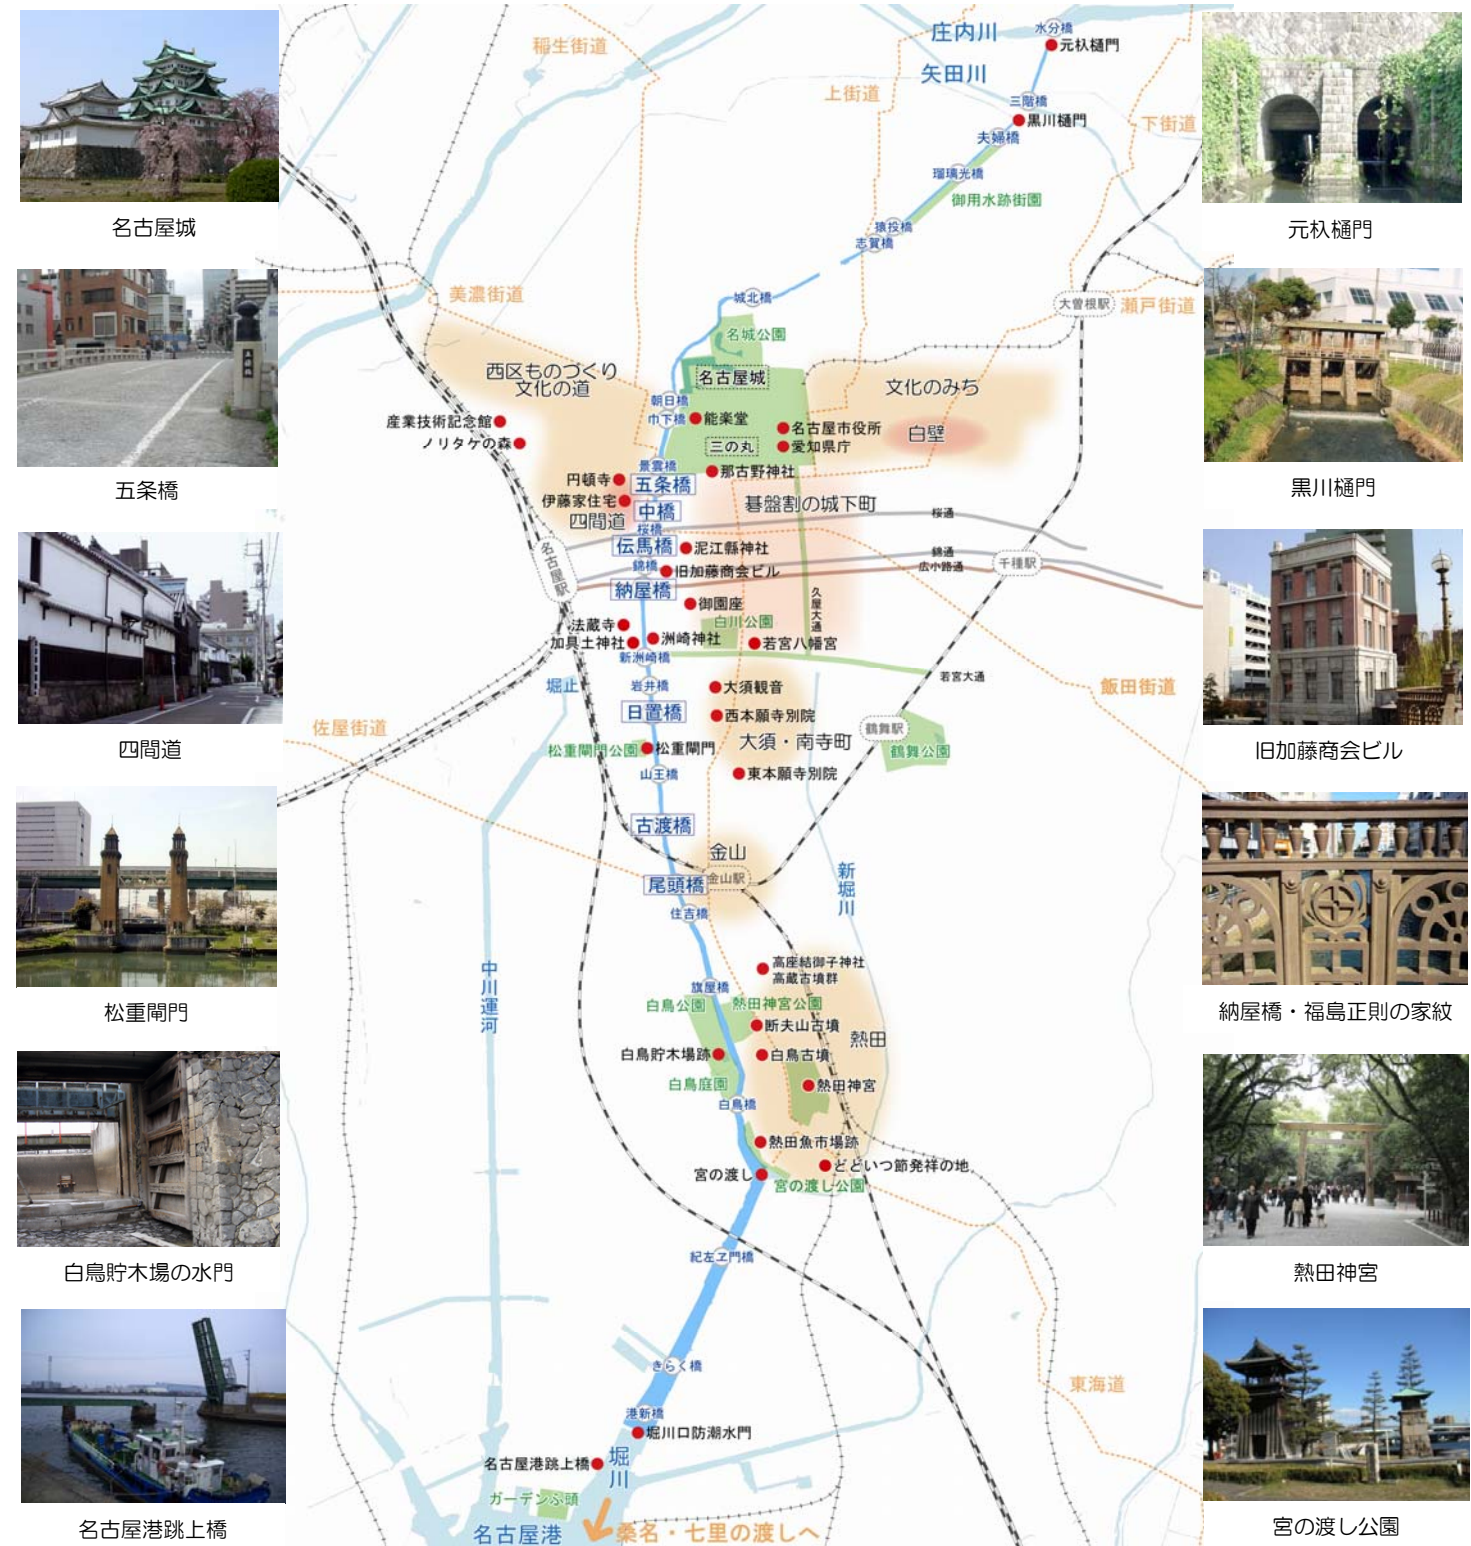 名古屋城
五条橋
四間道
松重閘門
白鳥貯木場の水門
名古屋港跳上橋
稲生街道
庄内川
水分橋
元杁樋門
矢田川
上街道
三階橋
黒川樋門
下街道
夫婦橋
瑠璃光橋
御用水跡街園
猿投橋
志賀橋
美濃街道
城北橋
大曽根駅
瀬戸街道
名城公園
西区ものづくり
文化の道
名古屋城
文化のみち
朝日橋
巾下橋
能楽堂
産業技術記念館
ノリタケの森
名古屋市役所
愛知県庁
白壁
三の丸
景雲橋
那古野神社
円頓寺
五条橋
伊藤家住宅
中橋
碁盤割の城下町
四間道
桜橋
桜通
伝馬橋
泥江縣神社
名古屋駅
錦通
錦橋
旧加藤商会ビル
広小路通
千種駅
納屋橋
御園座
久屋大通
法蔵寺
白川公園
加具土神社
洲崎神社
若宮八幡宮
新洲崎橋
若宮大通
堀止
岩井橋
大須観音
飯田街道
日置橋
西本願寺別院
佐屋街道
鶴舞駅
大須・南寺町
松重閘門公園
松重閘門
鶴舞公園
山王橋
東本願寺別院
古渡橋
金山
金山駅
尾頭橋
新堀川
住吉橋
高座結御子神社
高蔵古墳群
中川運河
旗屋橋
白鳥公園
熱田神宮公園
断夫山古墳
熱田
白鳥貯木場跡
白鳥古墳
白鳥庭園
熱田神宮
白鳥橋
熱田魚市場跡
どどいつ節発祥の地
宮の渡し
宮の渡し公園
紀左ヱ門橋
きらく橋
東海道
港新橋
堀川口防潮水門
名古屋港跳上橋
堀川
ガーデンふ頭
名古屋港
桑名・七里の渡しへ
元杁樋門
黒川樋門
旧加藤商会ビル
納屋橋・福島正則の家紋
熱田神宮
宮の渡し公園